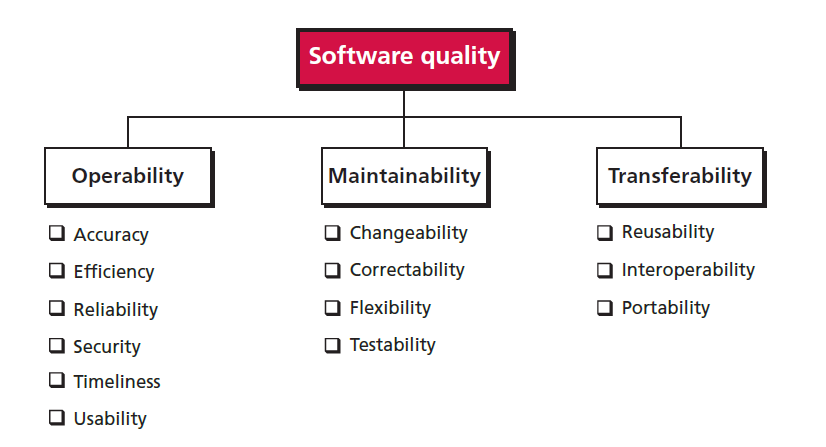 Software quality
Operability
Maintainability
Transferability
Accuracy
Efficiency
Reliability
Security
Timeliness
Usability
Changeability
Correctability
Flexibility
Testability
Reusability
Interoperability
Portability